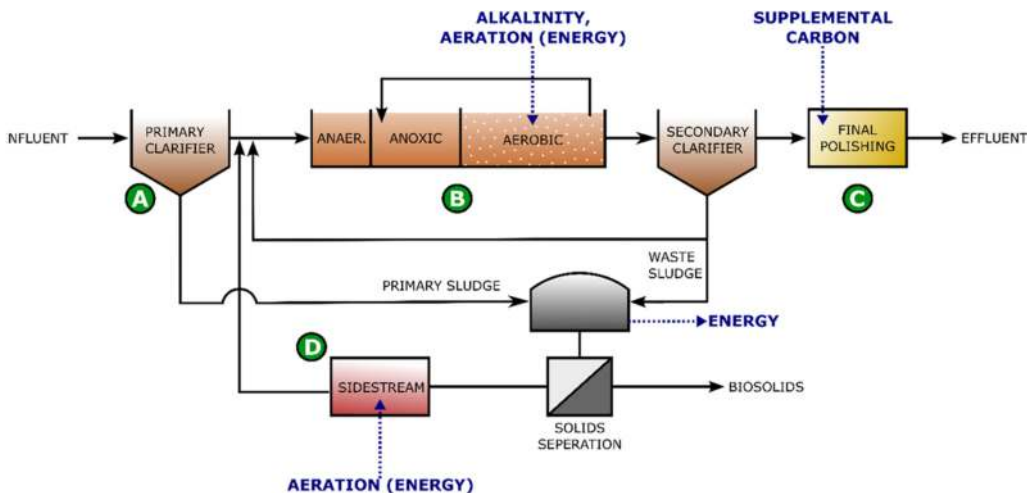 ALKALINITY,
AERATION (ENERGY)
SUPPLEMENTAL
CARBON
NFLUENT
PRIMARY
CLARIFIER
ANAER.
ANOXIC
AEROBIC
SECONDARY
CLARIFIER
FINAL
POLISHING
EFFLUENT
A
B
C
WASTE
SLUDGE
PRIMARY SLUDGE
ENERGY
D
SIDESTREAM
BIOSOLIDS
SOLIDS
SEPERATION
AERATION (ENERGY)